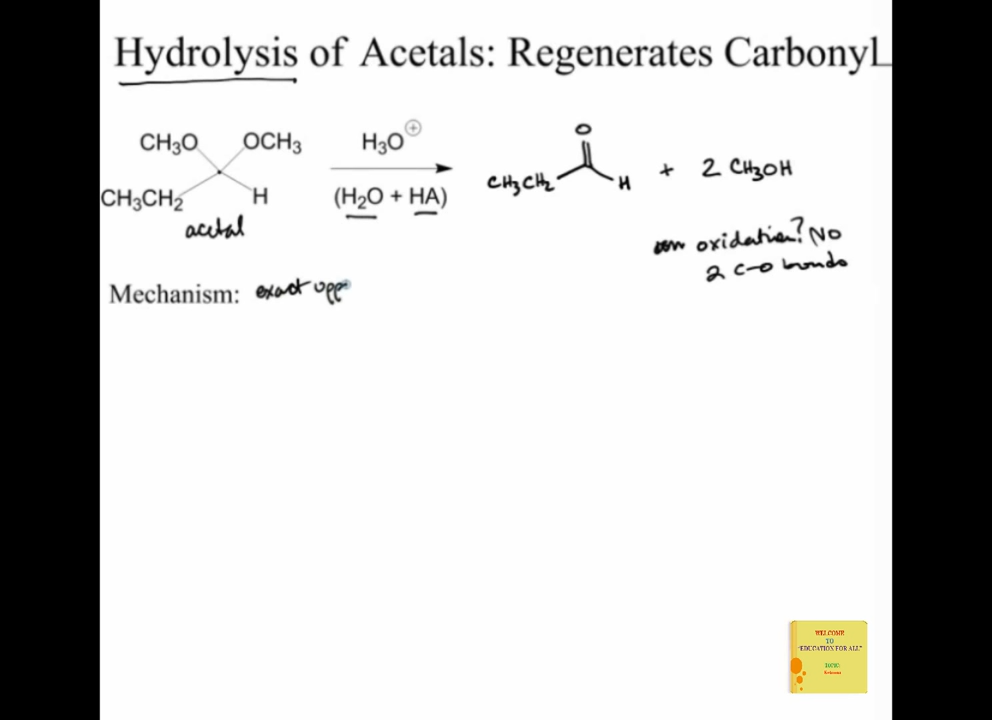 Hydrolysis of Acetals: Regenerates Carbonyl
CH₃O OCH₃
CH₃CH₂ H
acetal
H₃O⊕
(H₂O + HA)
O
CH₃CH₂ H + 2 CH₃OH
oxidation? No
2 C-O bonds
Mechanism: exact opp
WELCOME
TO
"EDUCATION FOR ALL"